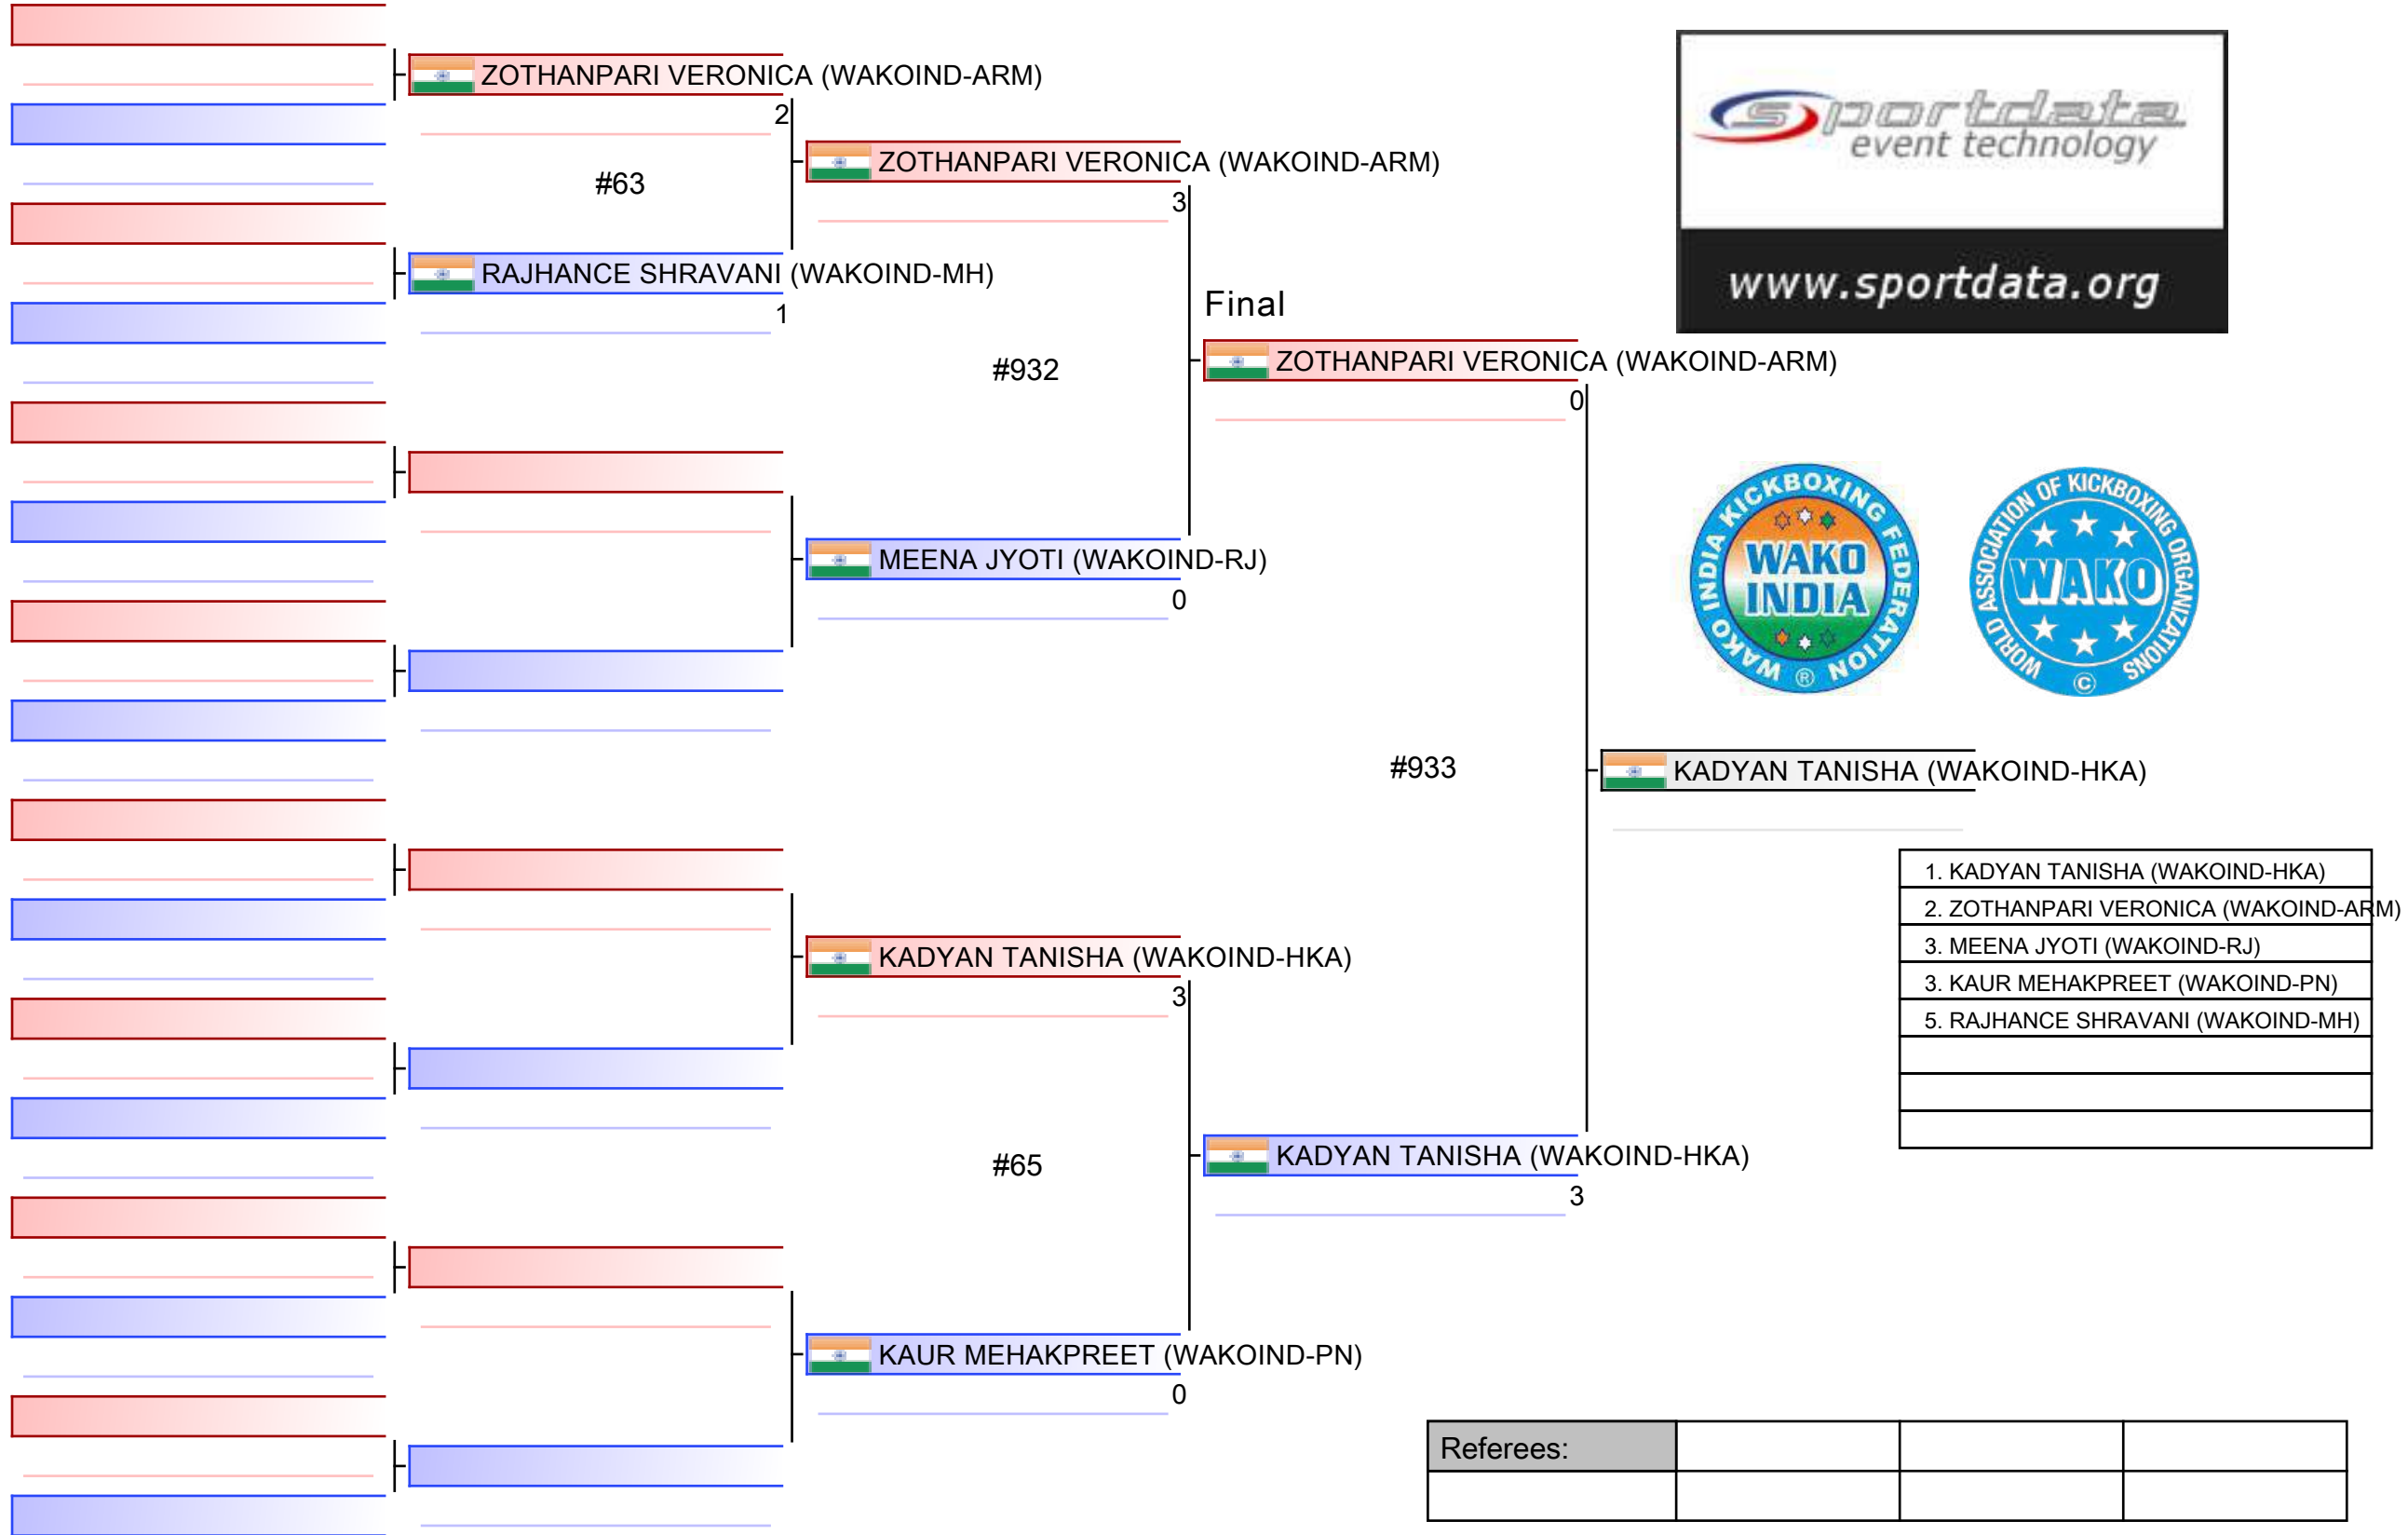 ZOTHANPARI VERONICA (WAKOIND-ARM)
2
#63
RAJHANCE SHRAVANI (WAKOIND-MH)
1
ZOTHANPARI VERONICA (WAKOIND-ARM)
3
#932
MEENA JYOTI (WAKOIND-RJ)
0
KADYAN TANISHA (WAKOIND-HKA)
3
#65
KAUR MEHAKPREET (WAKOIND-PN)
0
Final
ZOTHANPARI VERONICA (WAKOIND-ARM)
0
#933
KADYAN TANISHA (WAKOIND-HKA)
3
KADYAN TANISHA (WAKOIND-HKA)
sportdata
event technology
www.sportdata.org
WAKO INDIA KICKBOXING FEDERATION
WAKO
INDIA
®
WORLD ASSOCIATION OF KICKBOXING ORGANIZATIONS
WAKO
©
1. KADYAN TANISHA (WAKOIND-HKA)
2. ZOTHANPARI VERONICA (WAKOIND-ARM)
3. MEENA JYOTI (WAKOIND-RJ)
3. KAUR MEHAKPREET (WAKOIND-PN)
5. RAJHANCE SHRAVANI (WAKOIND-MH)
Referees: